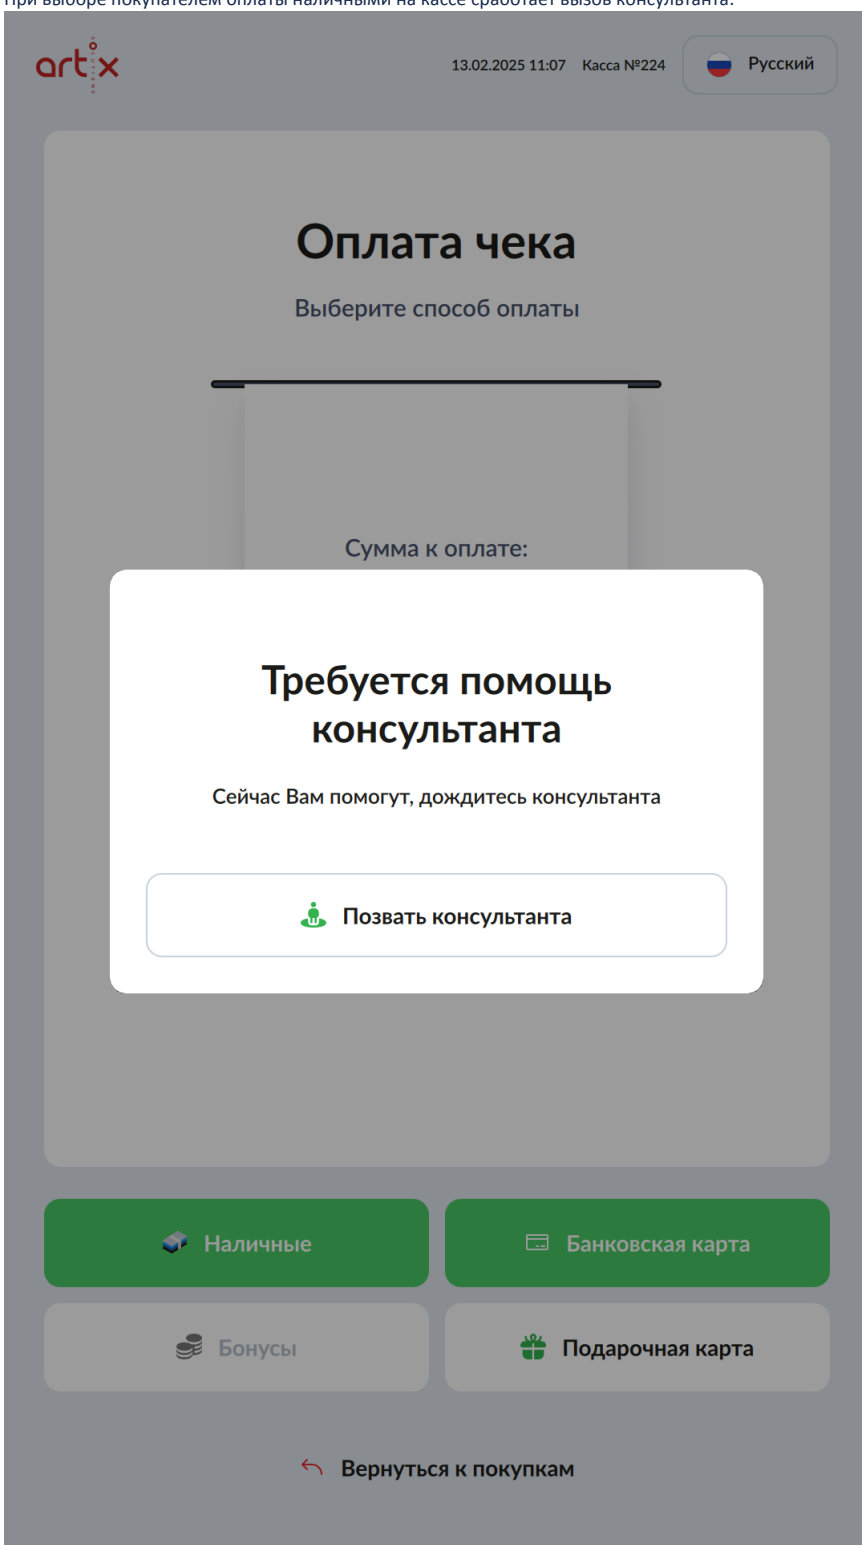 При выборе покупателем оплаты наличными на кассе сработает вызов консультанта.
artix
SOLUTIONS
13.02.2025 11:07 Касса №224
Русский
Оплата чека
Выберите способ оплаты
Сумма к оплате:
Требуется помощь
консультанта
Сейчас Вам помогут, дождитесь консультанта
Позвать консультанта
Наличные
Банковская карта
Бонусы
Подарочная карта
Вернуться к покупкам